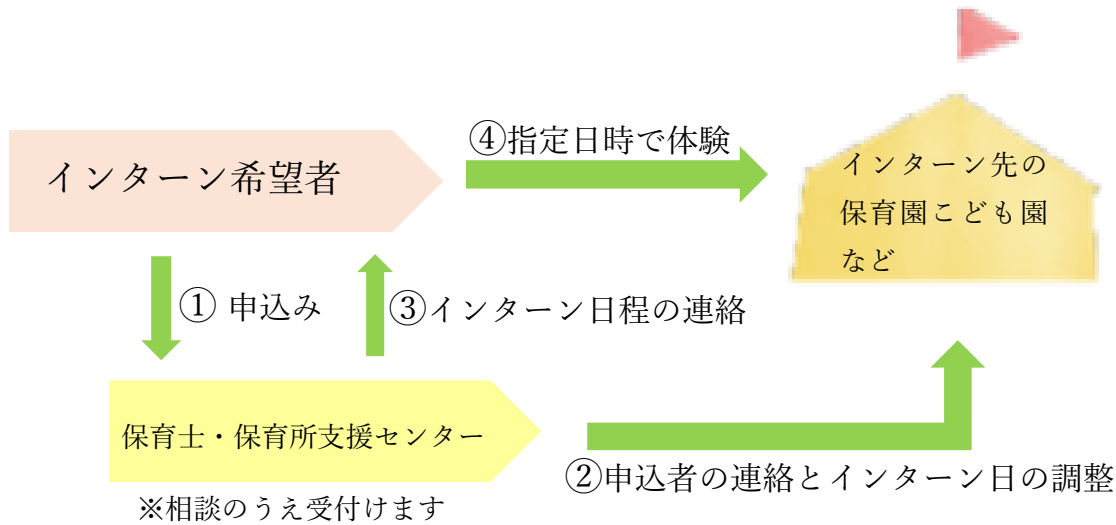 ④指定日時で体験
インターン希望者
インターン先の
保育園こども園
など
① 申込み
③インターン日程の連絡
保育士・保育所支援センター
②申込者の連絡とインターン日の調整
※相談のうえ受付けます